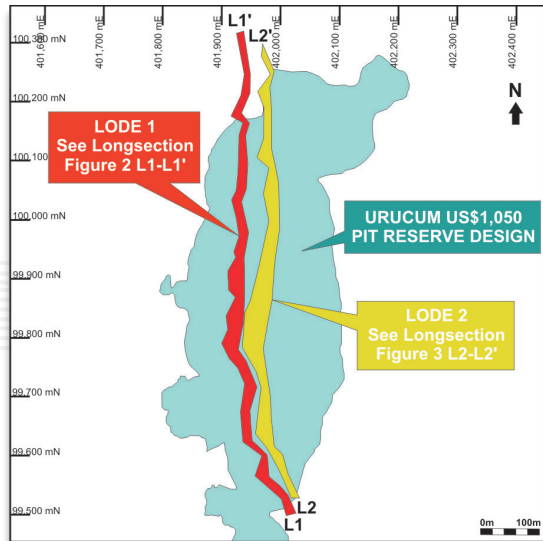 401,600 mE
401,700 mE
401,800 mE
401,900 mE
402,000 mE
402,100 mE
402,200 mE
402,300 mE
402,400 mE
L1'
L2'
100,300 mN
100,200 mN
100,100 mN
100,000 mN
99,900 mN
99,800 mN
99,700 mN
99,600 mN
99,500 mN
N
LODE 1
See Longsection
Figure 2 L1-L1'
URUCUM US$1,050
PIT RESERVE DESIGN
LODE 2
See Longsection
Figure 3 L2-L2'
L2
L1
0m 100m